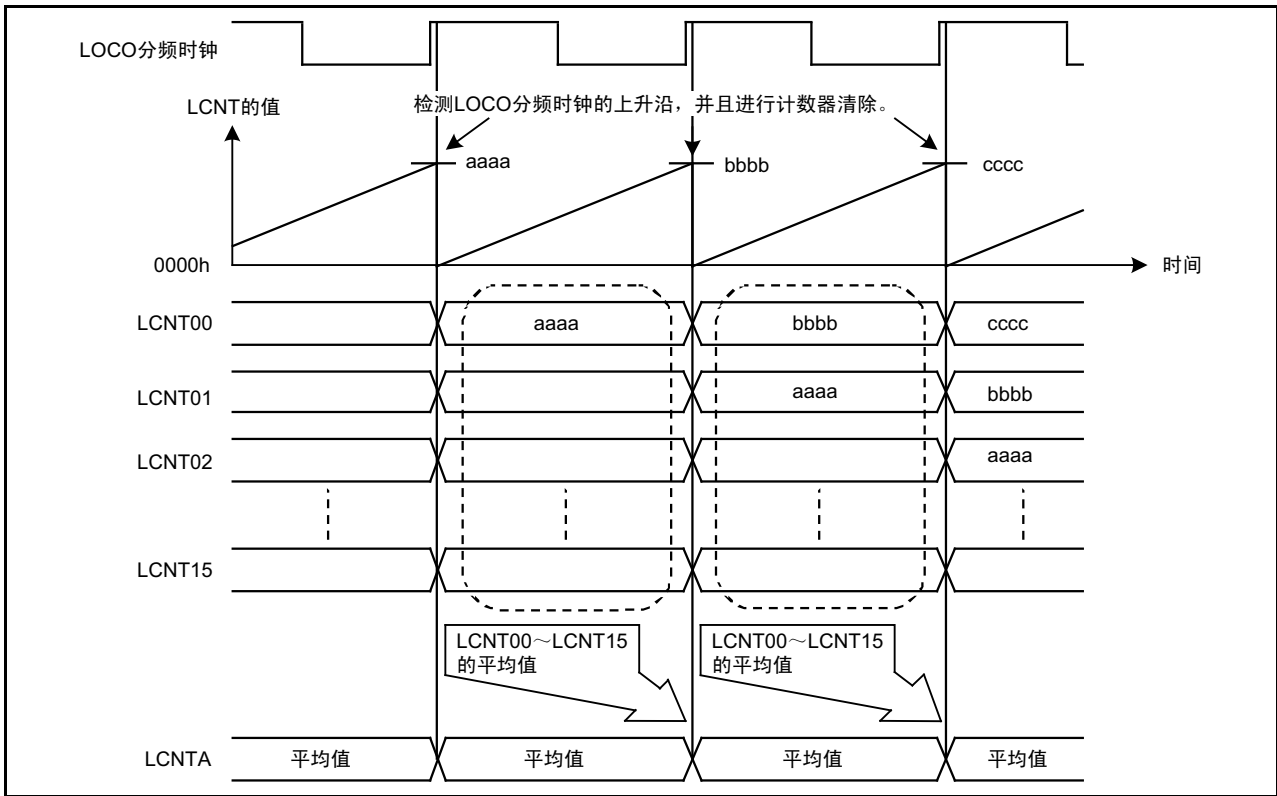 LOCO分频时钟
LCNT的值
检测LOCO分频时钟的上升沿，并且进行计数器清除。
aaaa
bbbb
cccc
0000h
时间
LCNT00
aaaa
bbbb
cccc
LCNT01
aaaa
bbbb
LCNT02
aaaa
LCNT15
LCNT00～LCNT15
的平均值
LCNT00～LCNT15
的平均值
LCNTA
平均值
平均值
平均值
平均值